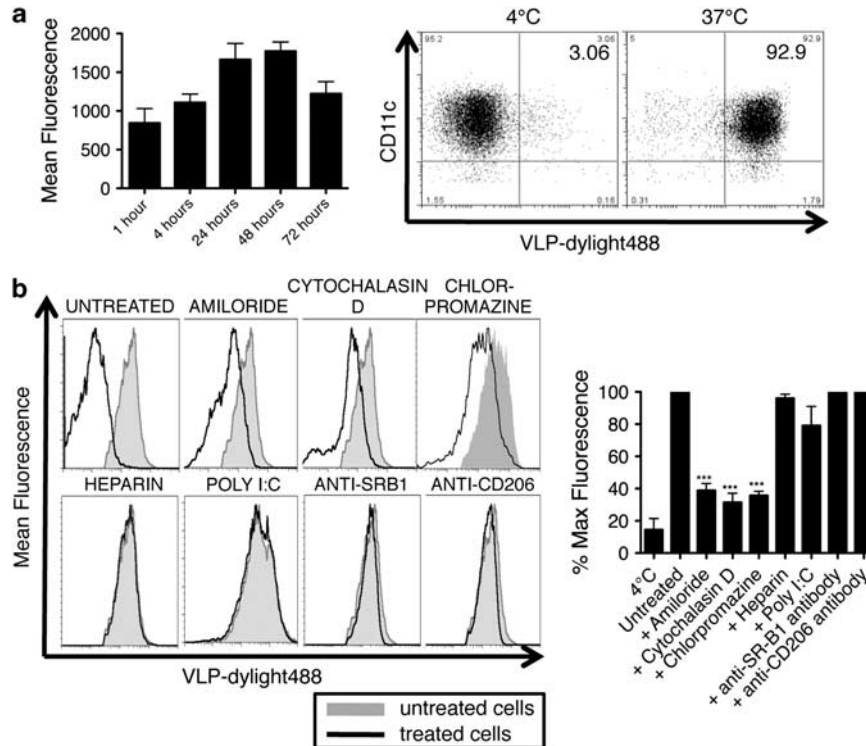 a
2000
1500
1000
500
0
Mean Fluorescence
1 hour
4 hours
24 hours
48 hours
72 hours
4°C
37°C
95.2
3.06
3.06
1.55
0.16
5
92.9
92.9
0.31
1.79
CD11c
VLP-dylight488
b
UNTREATED
AMILORIDE
CYTOCHALASIN
D
CHLOR-
PROMAZINE
HEPARIN
POLY I:C
ANTI-SRB1
ANTI-CD206
Mean Fluorescence
VLP-dylight488
untreated cells
treated cells
% Max Fluorescence
100
80
60
40
20
0
***
***
***
4°C
Untreated
+ Amiloride
+ Cytochalasin D
+ Chlorpromazine
+ Heparin
+ Poly I:C
+ anti-SR-B1 antibody
+ anti-CD206 antibody